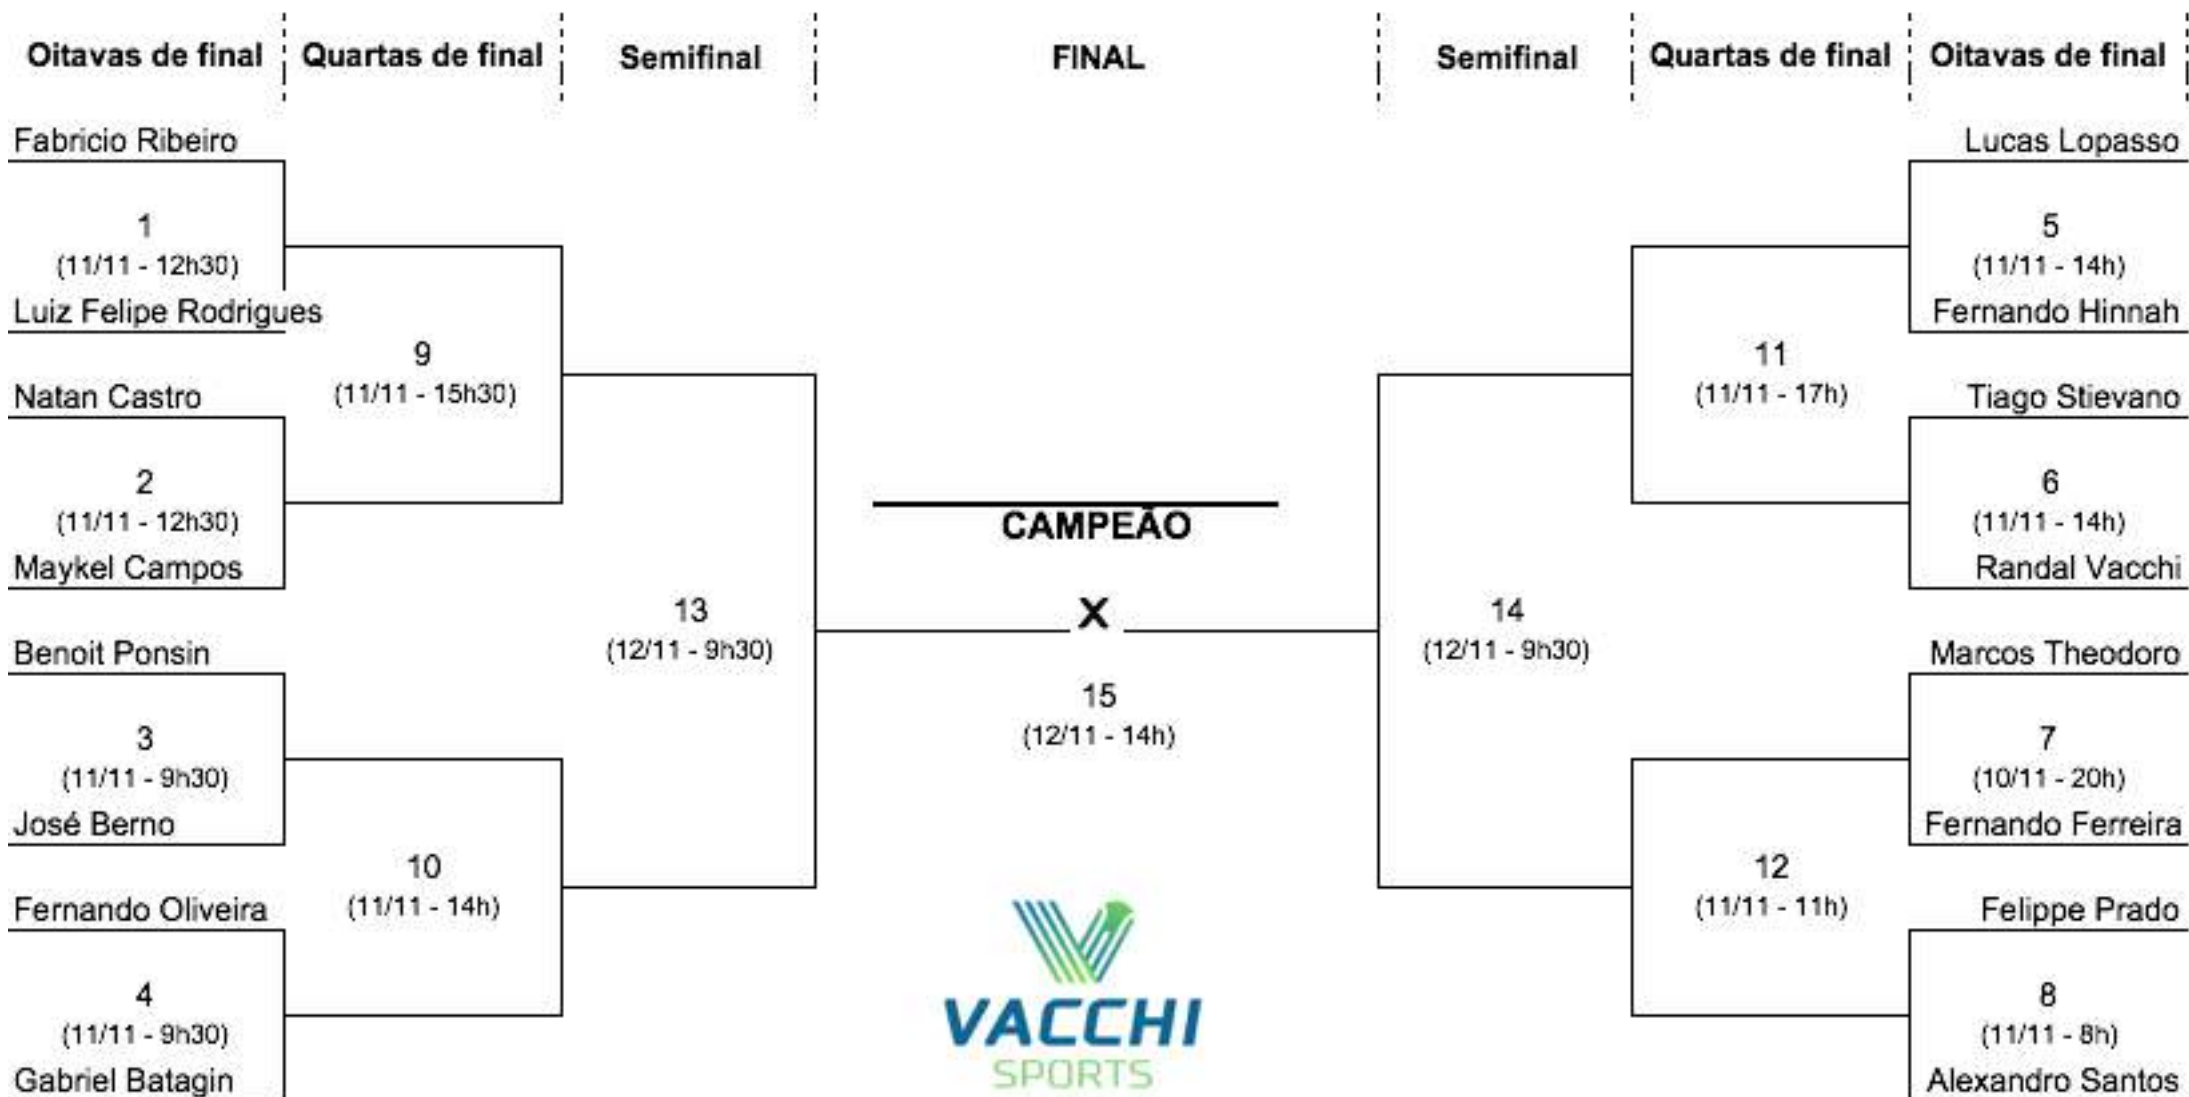 Oitavas de final
Quartas de final
Semifinal
FINAL
Semifinal
Quartas de final
Oitavas de final
Fabricio Ribeiro
1
(11/11 - 12h30)
Luiz Felipe Rodrigues
Natan Castro
2
(11/11 - 12h30)
Maykel Campos
Benoit Ponsin
3
(11/11 - 9h30)
José Berno
Fernando Oliveira
4
(11/11 - 9h30)
Gabriel Batagin
9
(11/11 - 15h30)
10
(11/11 - 14h)
13
(12/11 - 9h30)
CAMPEÃO
X
15
(12/11 - 14h)
VACCHI
SPORTS
14
(12/11 - 9h30)
11
(11/11 - 17h)
12
(11/11 - 11h)
Lucas Lopasso
5
(11/11 - 14h)
Fernando Hinnah
Tiago Stievano
6
(11/11 - 14h)
Randal Vacchi
Marcos Theodoro
7
(10/11 - 20h)
Fernando Ferreira
Felippe Prado
8
(11/11 - 8h)
Alexandro Santos